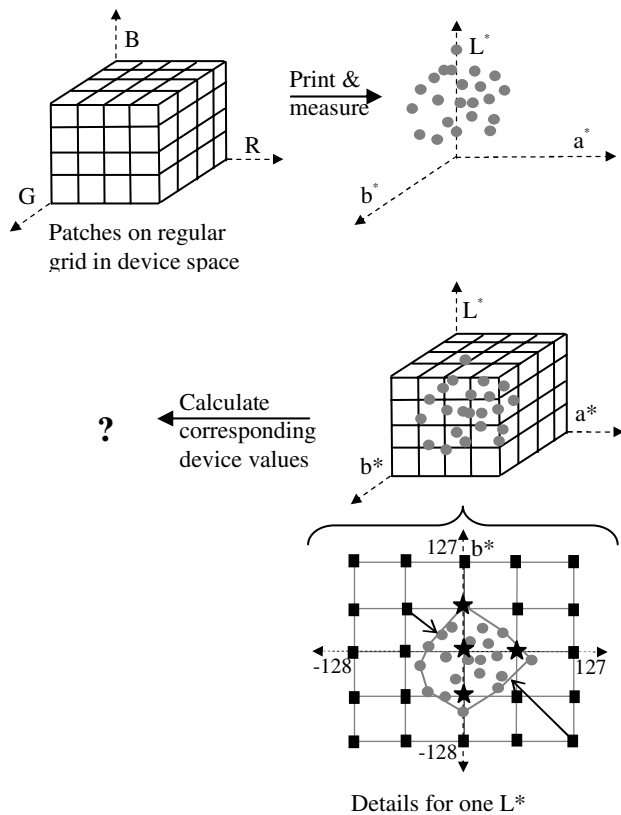 B
R
G
Patches on regular
grid in device space
Print &
measure
L*
a*
b*
L*
a*
b*
Calculate
corresponding
device values
?
127
b*
-128
127
-128
Details for one L*